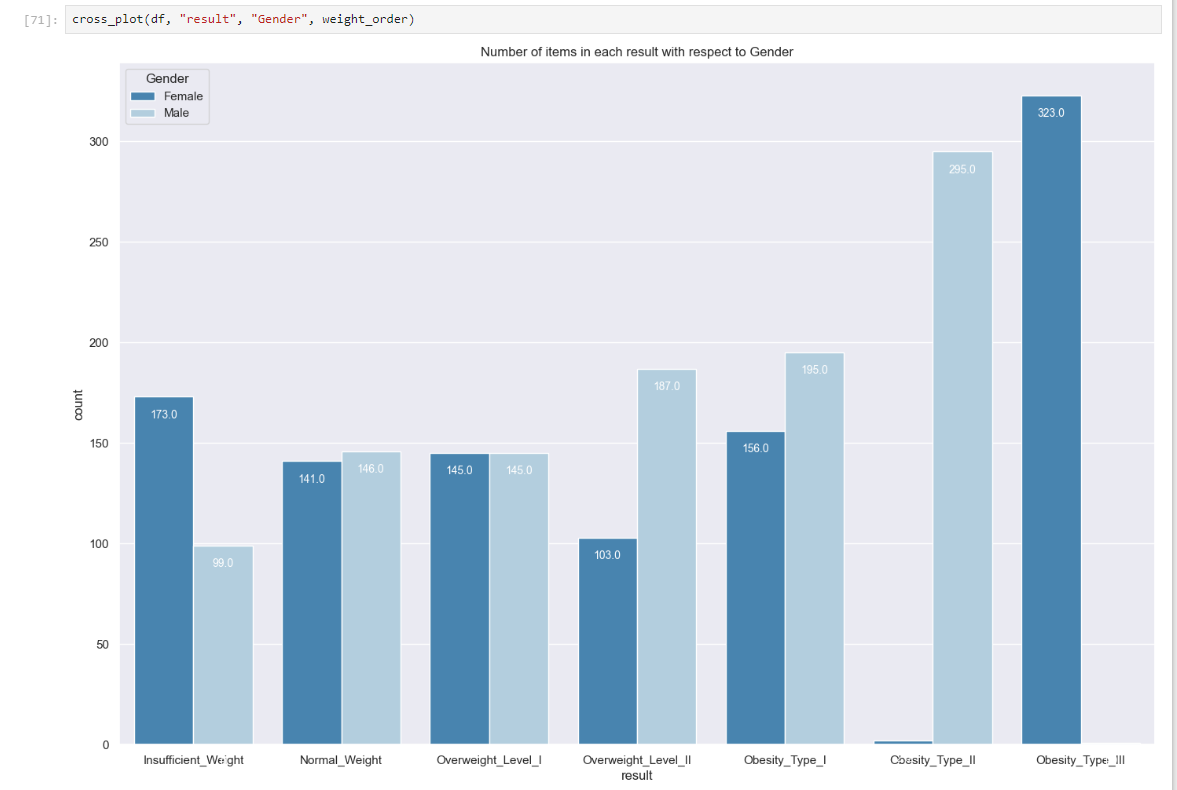 [71]: cross_plot(df, "result", "Gender", weight_order)
Number of items in each result with respect to Gender
Gender
Female
Male
323.0
300
295.0
250
200
195.0
187.0
count
173.0
150
156.0
146.0
145.0
145.0
141.0
100
103.0
99.0
50
0
Insufficient_Weight
Normal_Weight
Overweight_Level_I
Overweight_Level_II
Obesity_Type_I
Obesity_Type_II
Obesity_Type_III
result